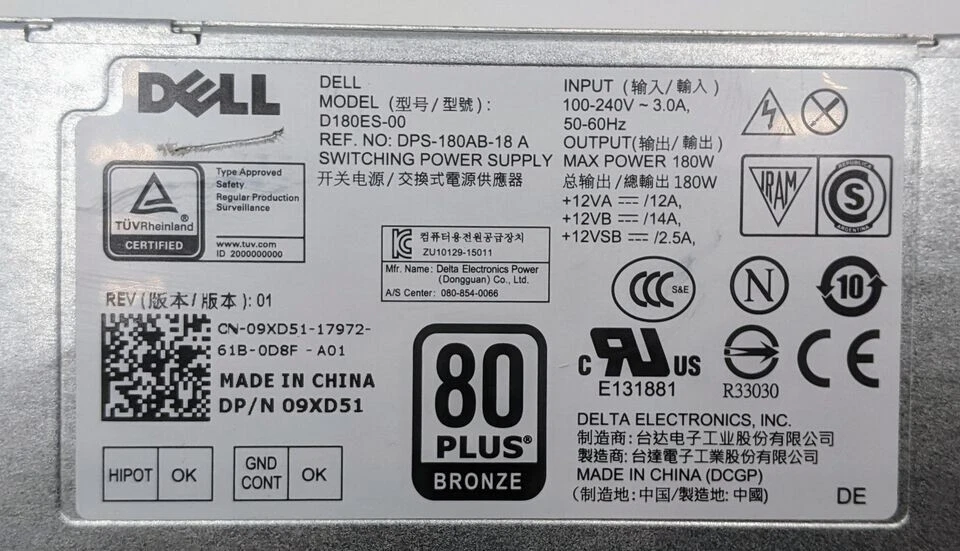 DELL
DELL
MODEL (型号/型號):
D180ES-00
REF. NO: DPS-180AB-18 A
SWITCHING POWER SUPPLY
开关电源/交換式電源供應器
INPUT (输入/輸入)
100-240V ~ 3.0A,
50-60Hz
OUTPUT(输出/輸出)
MAX POWER 180W
总输出/總輸出180W
+12VA ⎓ /12A,
+12VB ⎓ /14A,
+12VSB ⎓ /2.5A,
TÜVRheinland®
CERTIFIED
Type Approved
Safety
Regular Production
Surveillance
www.tuv.com
ID 2000000000
컴퓨터용전원공급장치
ZU10129-15011
Mfr. Name: Delta Electronics Power
(Dongguan) Co., Ltd.
A/S Center: 080-854-0066
IRAM
REPUBLICA
S
ARGENTINA
CCC S&E
N
10
REV (版本/版本): 01
CN-09XD51-17972-
61B-0D8F - A01
MADE IN CHINA
DP/N 09XD51
HIPOT OK
GND CONT OK
80
PLUS®
BRONZE
C UR US
E131881
R33030
CE
DELTA ELECTRONICS, INC.
制造商: 台达电子工业股份有限公司
製造商: 台達電子工業股份有限公司
MADE IN CHINA (DCGP)
(制造地: 中国/製造地: 中國)
DE